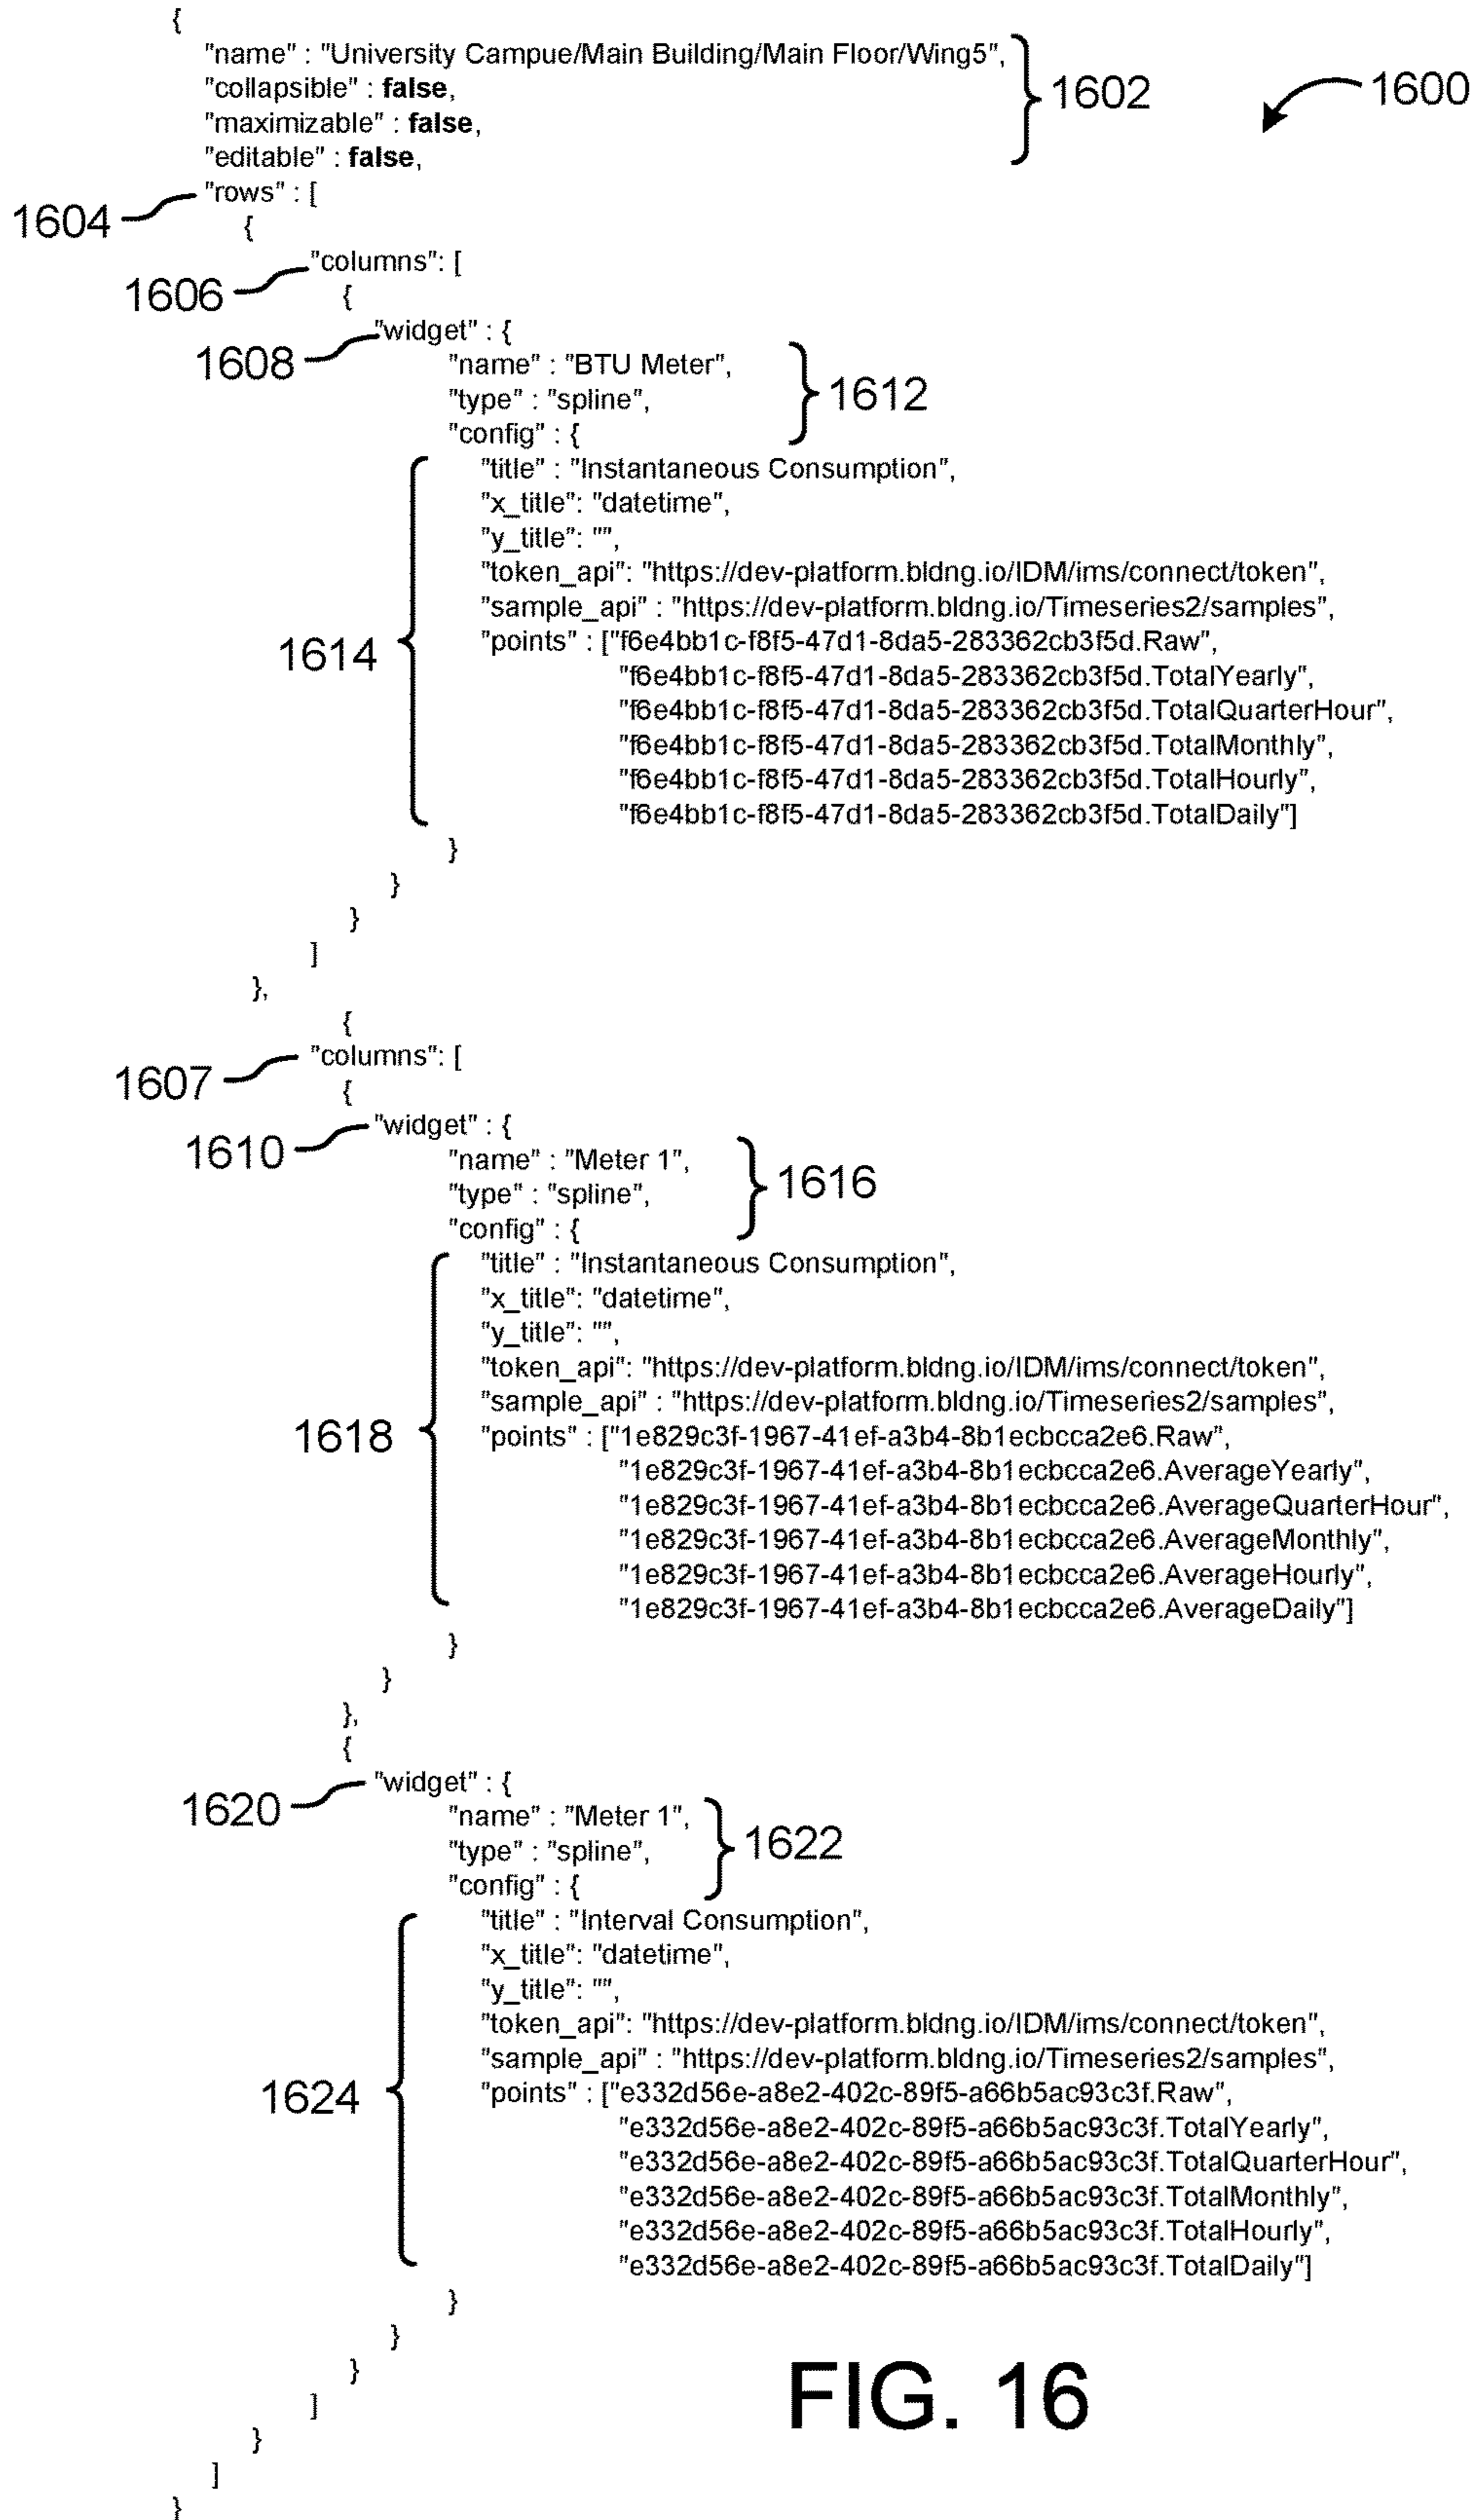 {
"name" : "University Campue/Main Building/Main Floor/Wing5",
"collapsible" : false,
1602
1600
"maximizable" : false,
"editable" : false,
"rows" : [
1604
{
"columns": [
1606
{
"widget" : {
1608
"name" : "BTU Meter",
"type" : "spline",
1612
"config" : {
"title" : "Instantaneous Consumption",
"x_title": "datetime",
"y_title": "",
"token_api": "https://dev-platform.bldng.io/IDM/ims/connect/token",
"sample_api" : "https://dev-platform.bldng.io/Timeseries2/samples",
1614
"points" : ["f6e4bb1c-f8f5-47d1-8da5-283362cb3f5d.Raw",
"f6e4bb1c-f8f5-47d1-8da5-283362cb3f5d.TotalYearly",
"f6e4bb1c-f8f5-47d1-8da5-283362cb3f5d.TotalQuarterHour",
"f6e4bb1c-f8f5-47d1-8da5-283362cb3f5d.TotalMonthly",
"f6e4bb1c-f8f5-47d1-8da5-283362cb3f5d.TotalHourly",
"f6e4bb1c-f8f5-47d1-8da5-283362cb3f5d.TotalDaily"]
}
}
}
]
},
{
"columns": [
1607
{
"widget" : {
1610
"name" : "Meter 1",
"type" : "spline",
1616
"config" : {
"title" : "Instantaneous Consumption",
"x_title": "datetime",
"y_title": "",
"token_api": "https://dev-platform.bldng.io/IDM/ims/connect/token",
"sample_api" : "https://dev-platform.bldng.io/Timeseries2/samples",
1618
"points" : ["1e829c3f-1967-41ef-a3b4-8b1ecbcca2e6.Raw",
"1e829c3f-1967-41ef-a3b4-8b1ecbcca2e6.AverageYearly",
"1e829c3f-1967-41ef-a3b4-8b1ecbcca2e6.AverageQuarterHour",
"1e829c3f-1967-41ef-a3b4-8b1ecbcca2e6.AverageMonthly",
"1e829c3f-1967-41ef-a3b4-8b1ecbcca2e6.AverageHourly",
"1e829c3f-1967-41ef-a3b4-8b1ecbcca2e6.AverageDaily"]
}
}
},
{
"widget" : {
1620
"name" : "Meter 1",
"type" : "spline",
1622
"config" : {
"title" : "Interval Consumption",
"x_title": "datetime",
"y_title": "",
"token_api": "https://dev-platform.bldng.io/IDM/ims/connect/token",
"sample_api" : "https://dev-platform.bldng.io/Timeseries2/samples",
1624
"points" : ["e332d56e-a8e2-402c-89f5-a66b5ac93c3f.Raw",
"e332d56e-a8e2-402c-89f5-a66b5ac93c3f.TotalYearly",
"e332d56e-a8e2-402c-89f5-a66b5ac93c3f.TotalQuarterHour",
"e332d56e-a8e2-402c-89f5-a66b5ac93c3f.TotalMonthly",
"e332d56e-a8e2-402c-89f5-a66b5ac93c3f.TotalHourly",
"e332d56e-a8e2-402c-89f5-a66b5ac93c3f.TotalDaily"]
}
}
}
]
}
]
}
FIG. 16